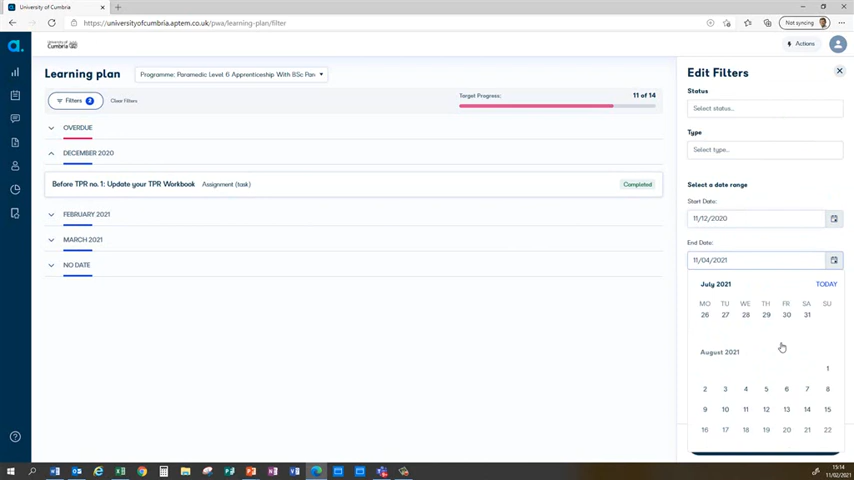 University of Cumbria
https://universityofcumbria.aptem.co.uk/pwa/learning-plan/filter
Not syncing
a.
University of
Cumbria
Actions
Learning plan
Programme: Paramedic Level 6 Apprenticeship With BSc Pan
Filters 2
Clear Filters
Target Progress:
11 of 14
OVERDUE
DECEMBER 2020
Before TPR no. 1: Update your TPR Workbook
Assignment (task)
Completed
FEBRUARY 2021
MARCH 2021
NO DATE
Edit Filters
Status
Select status...
Type
Select type...
Select a date range
Start Date:
11/12/2020
End Date:
11/04/2021
July 2021
TODAY
MO TU WE TH FR SA SU
26 27 28 29 30 31
August 2021
1
2 3 4 5 6 7 8
9 10 11 12 13 14 15
16 17 18 19 20 21 22
15:14
11/02/2021